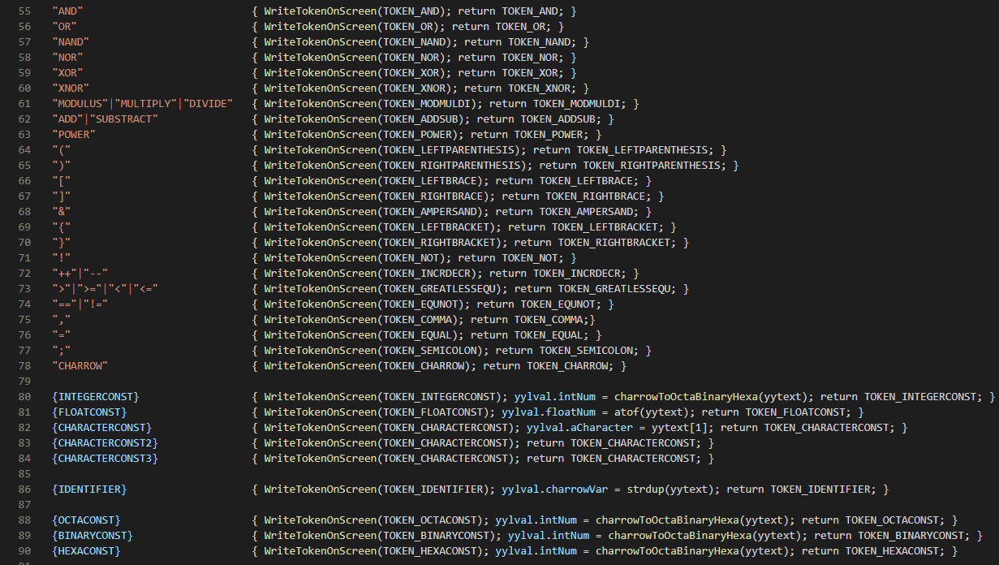 55 "AND" { WriteTokenOnScreen(TOKEN_AND); return TOKEN_AND; }
56 "OR" { WriteTokenOnScreen(TOKEN_OR); return TOKEN_OR; }
57 "NAND" { WriteTokenOnScreen(TOKEN_NAND); return TOKEN_NAND; }
58 "NOR" { WriteTokenOnScreen(TOKEN_NOR); return TOKEN_NOR; }
59 "XOR" { WriteTokenOnScreen(TOKEN_XOR); return TOKEN_XOR; }
60 "XNOR" { WriteTokenOnScreen(TOKEN_XNOR); return TOKEN_XNOR; }
61 "MODULUS"|"MULTIPLY"|"DIVIDE" { WriteTokenOnScreen(TOKEN_MODMULDI); return TOKEN_MODMULDI; }
62 "ADD"|"SUBSTRACT" { WriteTokenOnScreen(TOKEN_ADDSUB); return TOKEN_ADDSUB; }
63 "POWER" { WriteTokenOnScreen(TOKEN_POWER); return TOKEN_POWER; }
64 "(" { WriteTokenOnScreen(TOKEN_LEFTPARENTHESIS); return TOKEN_LEFTPARENTHESIS; }
65 ")" { WriteTokenOnScreen(TOKEN_RIGHTPARENTHESIS); return TOKEN_RIGHTPARENTHESIS; }
66 "[" { WriteTokenOnScreen(TOKEN_LEFTBRACE); return TOKEN_LEFTBRACE; }
67 "]" { WriteTokenOnScreen(TOKEN_RIGHTBRACE); return TOKEN_RIGHTBRACE; }
68 "&" { WriteTokenOnScreen(TOKEN_AMPERSAND); return TOKEN_AMPERSAND; }
69 "{" { WriteTokenOnScreen(TOKEN_LEFTBRACKET); return TOKEN_LEFTBRACKET; }
70 "}" { WriteTokenOnScreen(TOKEN_RIGHTBRACKET); return TOKEN_RIGHTBRACKET; }
71 "!" { WriteTokenOnScreen(TOKEN_NOT); return TOKEN_NOT; }
72 "++"|"--" { WriteTokenOnScreen(TOKEN_INCRDECR); return TOKEN_INCRDECR; }
73 ">"|">="|"<"|"<=" { WriteTokenOnScreen(TOKEN_GREATLESSEQU); return TOKEN_GREATLESSEQU; }
74 "=="|"!=" { WriteTokenOnScreen(TOKEN_EQUNOT); return TOKEN_EQUNOT; }
75 "," { WriteTokenOnScreen(TOKEN_COMMA); return TOKEN_COMMA;}
76 "=" { WriteTokenOnScreen(TOKEN_EQUAL); return TOKEN_EQUAL; }
77 ";" { WriteTokenOnScreen(TOKEN_SEMICOLON); return TOKEN_SEMICOLON; }
78 "CHARROW" { WriteTokenOnScreen(TOKEN_CHARROW); return TOKEN_CHARROW; }
79
80 {INTEGERCONST} { WriteTokenOnScreen(TOKEN_INTEGERCONST); yylval.intNum = charrowToOctaBinaryHexa(yytext); return TOKEN_INTEGERCONST; }
81 {FLOATCONST} { WriteTokenOnScreen(TOKEN_FLOATCONST); yylval.floatNum = atof(yytext); return TOKEN_FLOATCONST; }
82 {CHARACTERCONST} { WriteTokenOnScreen(TOKEN_CHARACTERCONST); yylval.aCharacter = yytext[1]; return TOKEN_CHARACTERCONST; }
83 {CHARACTERCONST2} { WriteTokenOnScreen(TOKEN_CHARACTERCONST); return TOKEN_CHARACTERCONST; }
84 {CHARACTERCONST3} { WriteTokenOnScreen(TOKEN_CHARACTERCONST); return TOKEN_CHARACTERCONST; }
85
86 {IDENTIFIER} { WriteTokenOnScreen(TOKEN_IDENTIFIER); yylval.charrowVar = strdup(yytext); return TOKEN_IDENTIFIER; }
87
88 {OCTACONST} { WriteTokenOnScreen(TOKEN_OCTACONST); yylval.intNum = charrowToOctaBinaryHexa(yytext); return TOKEN_OCTACONST; }
89 {BINARYCONST} { WriteTokenOnScreen(TOKEN_BINARYCONST); yylval.intNum = charrowToOctaBinaryHexa(yytext); return TOKEN_BINARYCONST; }
90 {HEXACONST} { WriteTokenOnScreen(TOKEN_HEXACONST); yylval.intNum = charrowToOctaBinaryHexa(yytext); return TOKEN_HEXACONST; }